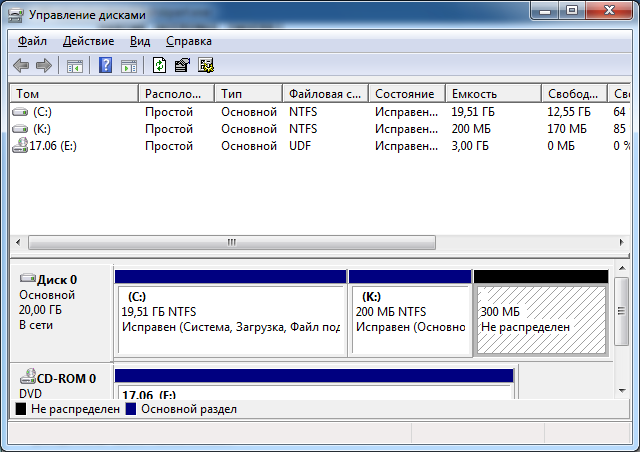 Управление дисками
Файл Действие Вид Справка
Том Располо... Тип Файловая с... Состояние Емкость Свобод... Сво
(C:) Простой Основной NTFS Исправен... 19,51 ГБ 12,55 ГБ 64
(K:) Простой Основной NTFS Исправен... 200 МБ 170 МБ 85
17.06 (E:) Простой Основной UDF Исправен... 3,00 ГБ 0 МБ 0 %
Диск 0
Основной
20,00 ГБ
В сети
(C:)
19,51 ГБ NTFS
Исправен (Система, Загрузка, Файл под
(K:)
200 МБ NTFS
Исправен (Основно
300 МБ
Не распределен
CD-ROM 0
DVD
17.06 (E:)
Не распределен Основной раздел